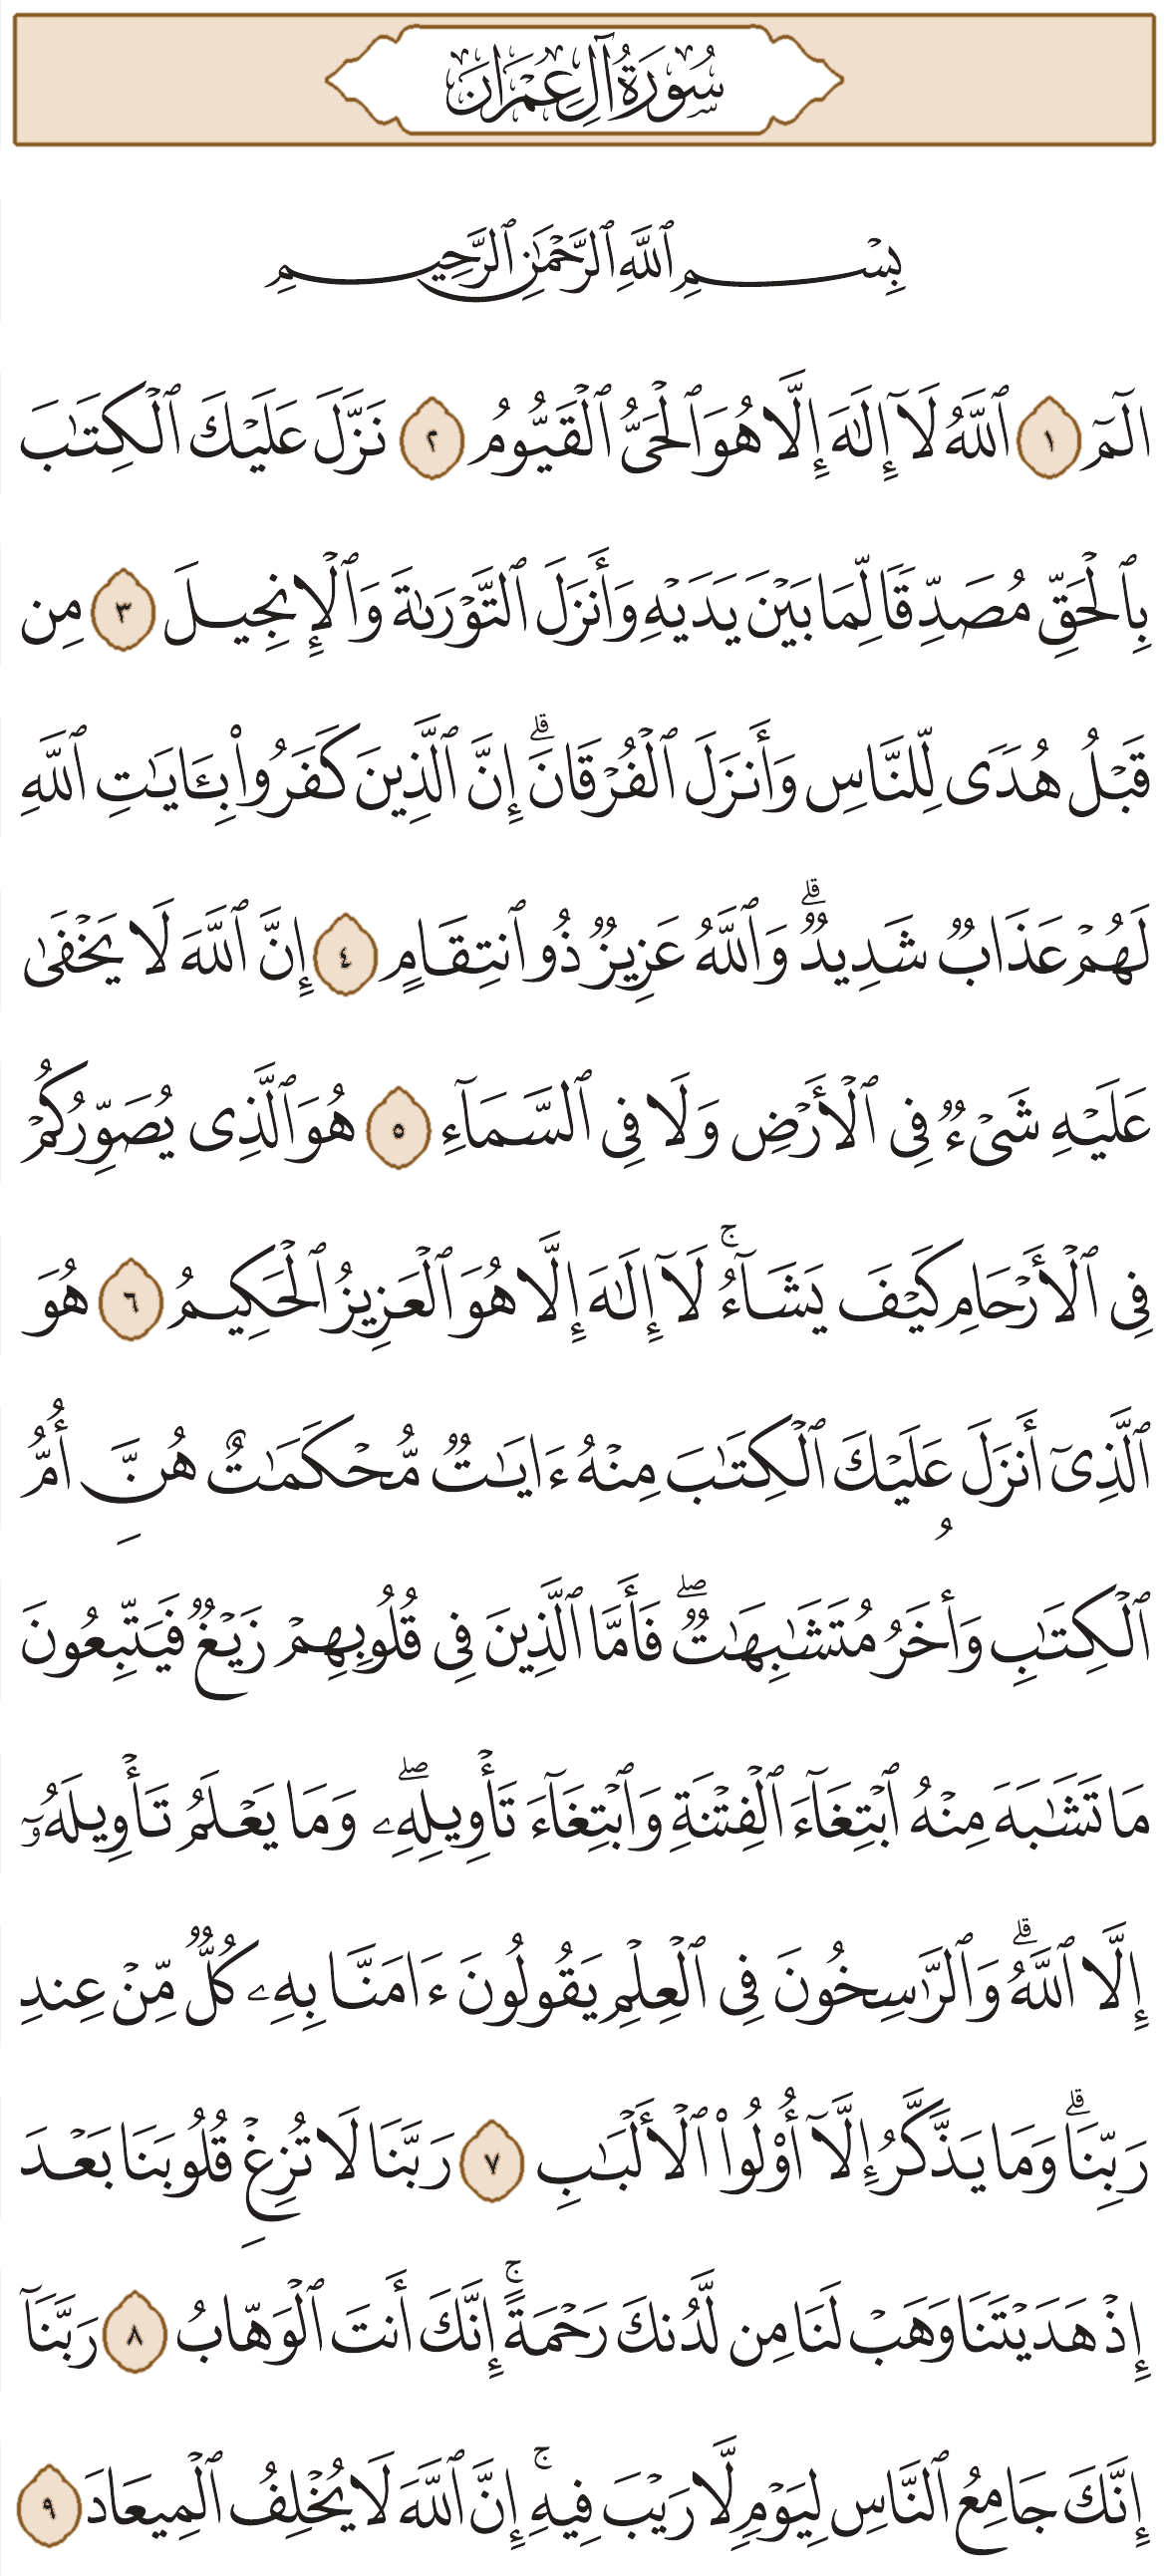 سُورَةُ آلِ عِمْرَانَ
بِسۡمِ ٱللَّهِ ٱلرَّحۡمَٰنِ ٱلرَّحِيمِ
الٓمٓ ١ ٱللَّهُ لَآ إِلَٰهَ إِلَّا هُوَ ٱلۡحَىُّ ٱلۡقَيُّومُ ٢ نَزَّلَ عَلَيۡكَ ٱلۡكِتَٰبَ
بِٱلۡحَقِّ مُصَدِّقٗا لِّمَا بَيۡنَ يَدَيۡهِ وَأَنزَلَ ٱلتَّوۡرَىٰةَ وَٱلۡإِنجِيلَ ٣ مِن
قَبۡلُ هُدٗى لِّلنَّاسِ وَأَنزَلَ ٱلۡفُرۡقَانَۗ إِنَّ ٱلَّذِينَ كَفَرُواْ بِـَٔايَٰتِ ٱللَّهِ
لَهُمۡ عَذَابٞ شَدِيدٞۗ وَٱللَّهُ عَزِيزٞ ذُو ٱنتِقَامٍ ٤ إِنَّ ٱللَّهَ لَا يَخۡفَىٰ
عَلَيۡهِ شَىۡءٞ فِى ٱلۡأَرۡضِ وَلَا فِى ٱلسَّمَآءِ ٥ هُوَ ٱلَّذِى يُصَوِّرُكُمۡ
فِى ٱلۡأَرۡحَامِ كَيۡفَ يَشَآءُۚ لَآ إِلَٰهَ إِلَّا هُوَ ٱلۡعَزِيزُ ٱلۡحَكِيمُ ٦ هُوَ
ٱلَّذِىٓ أَنزَلَ عَلَيۡكَ ٱلۡكِتَٰبَ مِنۡهُ ءَايَٰتٞ مُّحۡكَمَٰتٌ هُنَّ أُمُّ
ٱلۡكِتَٰبِ وَأُخَرُ مُتَشَٰبِهَٰتٞۖ فَأَمَّا ٱلَّذِينَ فِى قُلُوبِهِمۡ زَيۡغٞ فَيَتَّبِعُونَ
مَا تَشَٰبَهَ مِنۡهُ ٱبۡتِغَآءَ ٱلۡفِتۡنَةِ وَٱبۡتِغَآءَ تَأۡوِيلِهِۦۖ وَمَا يَعۡلَمُ تَأۡوِيلَهُۥٓ
إِلَّا ٱللَّهُۗ وَٱلرَّٰسِخُونَ فِى ٱلۡعِلۡمِ يَقُولُونَ ءَامَنَّا بِهِۦ كُلّٞ مِّنۡ عِندِ
رَبِّنَاۗ وَمَا يَذَّكَّرُ إِلَّآ أُوْلُواْ ٱلۡأَلۡبَٰبِ ٧ رَبَّنَا لَا تُزِغۡ قُلُوبَنَا بَعۡدَ
إِذۡ هَدَيۡتَنَا وَهَبۡ لَنَا مِن لَّدُنكَ رَحۡمَةًۚ إِنَّكَ أَنتَ ٱلۡوَهَّابُ ٨ رَبَّنَآ
إِنَّكَ جَامِعُ ٱلنَّاسِ لِيَوۡمٖ لَّا رَيۡبَ فِيهِۚ إِنَّ ٱللَّهَ لَا يُخۡلِفُ ٱلۡمِيعَادَ ٩